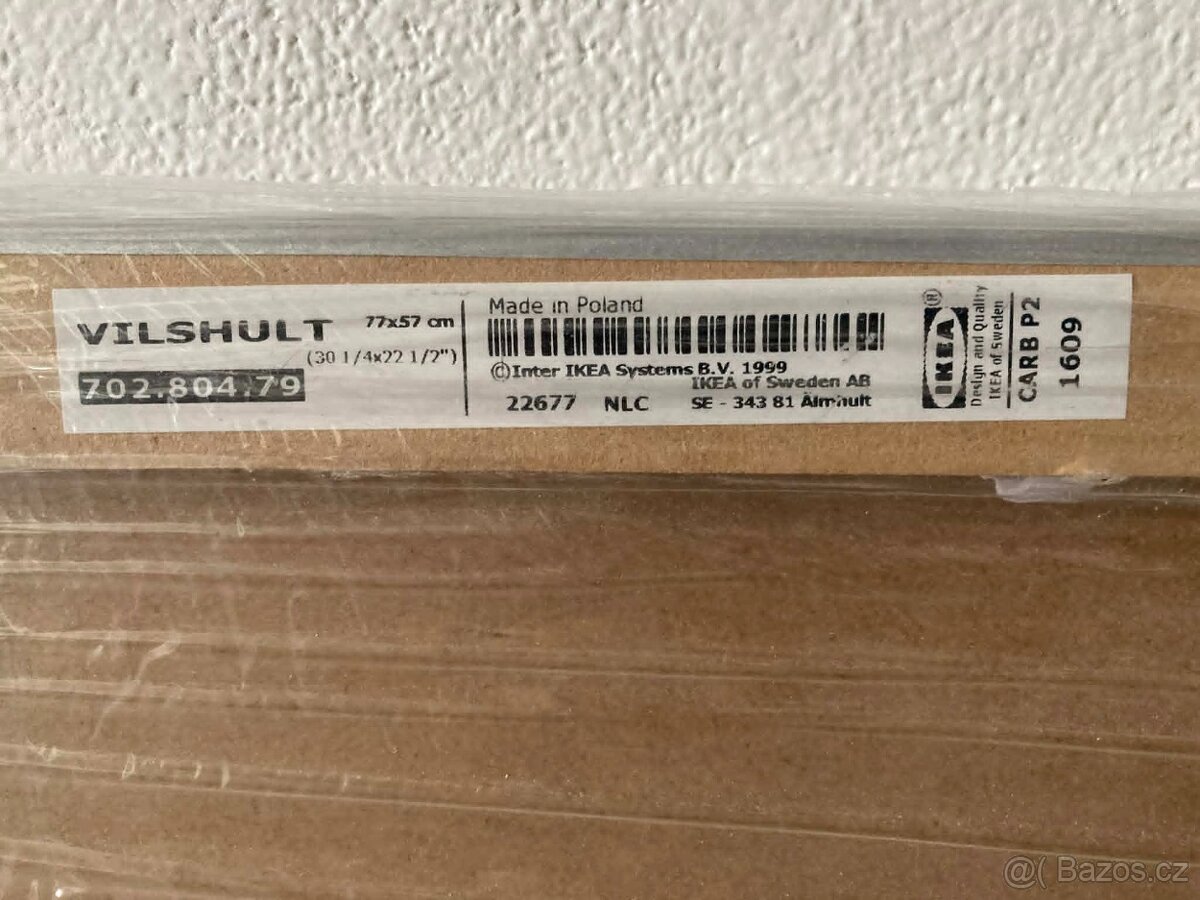 VILSHULT 77x57 cm
(30 1/4x22 1/2")
702.804.79
Made in Poland
©Inter IKEA Systems B.V. 1999
IKEA of Sweden AB
22677 NLC SE - 343 81 Älmhult
IKEA®
Design and Quality
IKEA of Sweden
CARB P2
1609
@( Bazos.cz